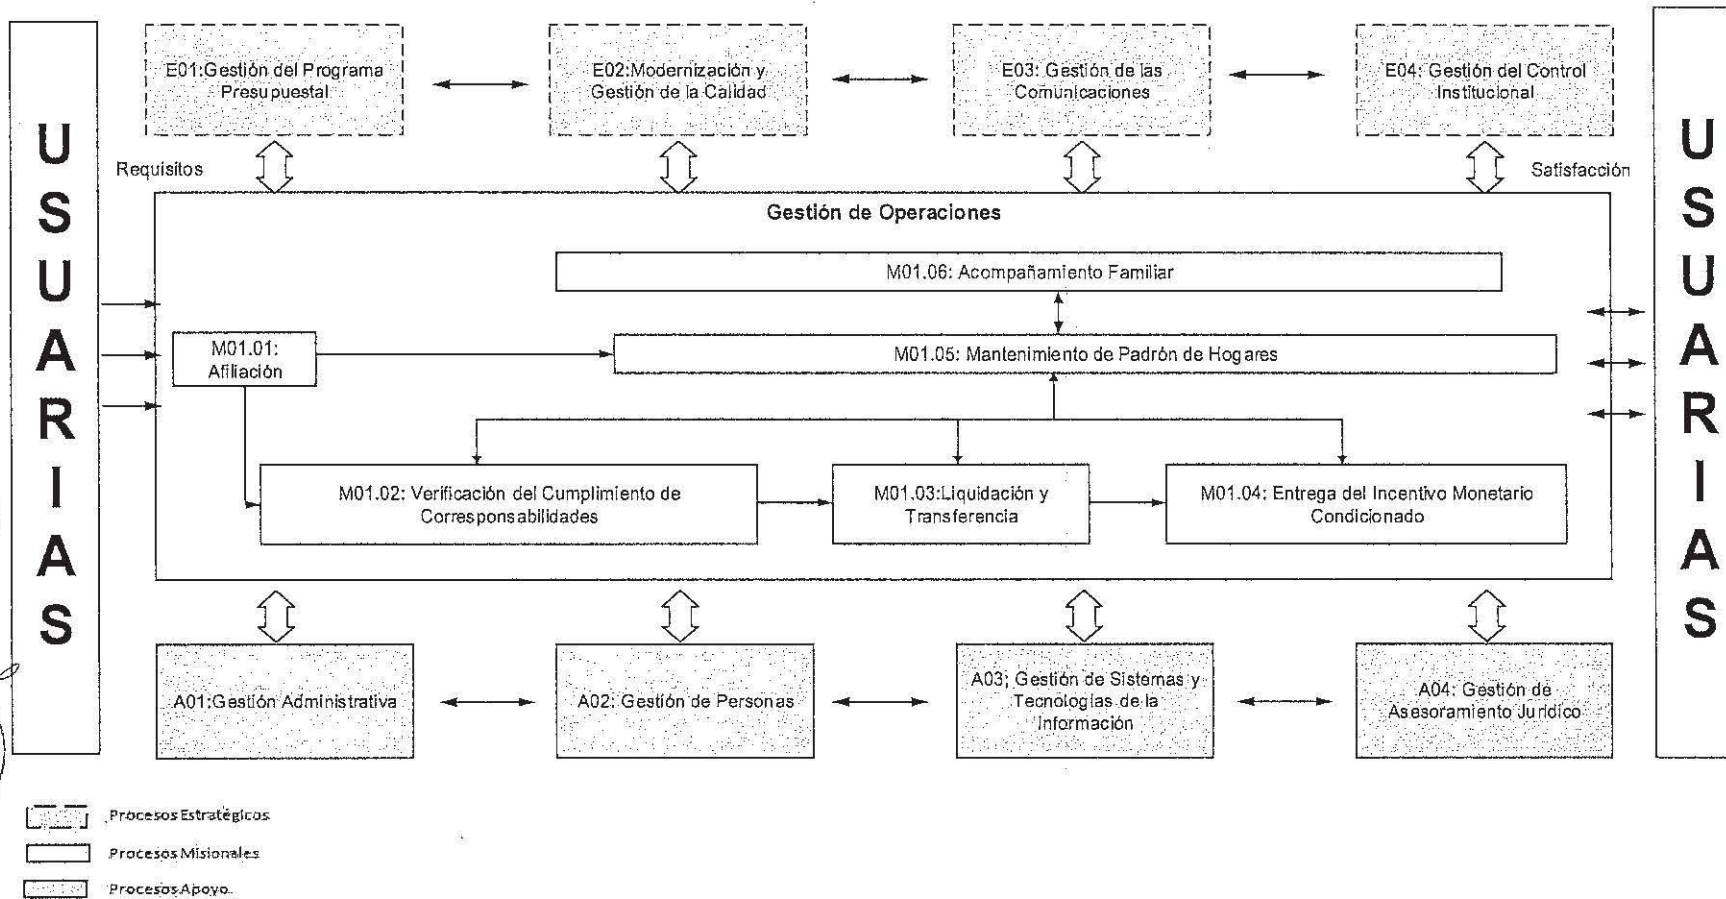 USUARIAS
E01:Gestión del Programa
Presupuestal
E02:Modernización y
Gestión de la Calidad
E03: Gestión de las
Comunicaciones
E04: Gestión del Control
Institucional
USUARIAS
Requisitos
Satisfacción
Gestión de Operaciones
M01.06: Acompañamiento Familiar
M01.01:
Afiliación
M01.05: Mantenimiento de Padrón de Hogares
M01.02: Verificación del Cumplimiento de
Corresponsabilidades
M01.03:Liquidación y
Transferencia
M01.04: Entrega del Incentivo Monetario
Condicionado
A01:Gestión Administrativa
A02: Gestión de Personas
A03; Gestión de Sistemas y
Tecnologías de la
Información
A04: Gestión de
Asesoramiento Jurídico
Procesos Estratégicos
Procesos Misionales
Procesos Apoyo